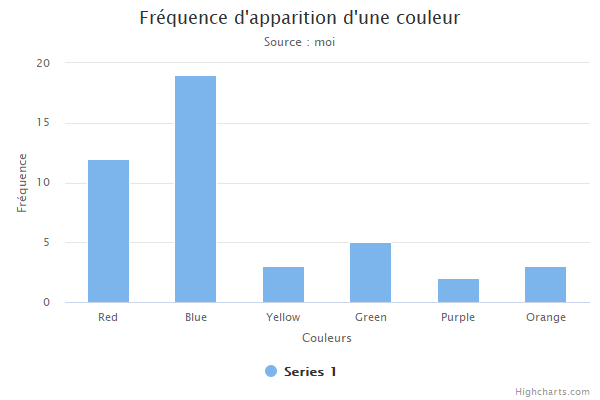 Fréquence d'apparition d'une couleur
Source : moi
20
15
10
5
0
Fréquence
Red Blue Yellow Green Purple Orange
Couleurs
Series 1
Highcharts.com